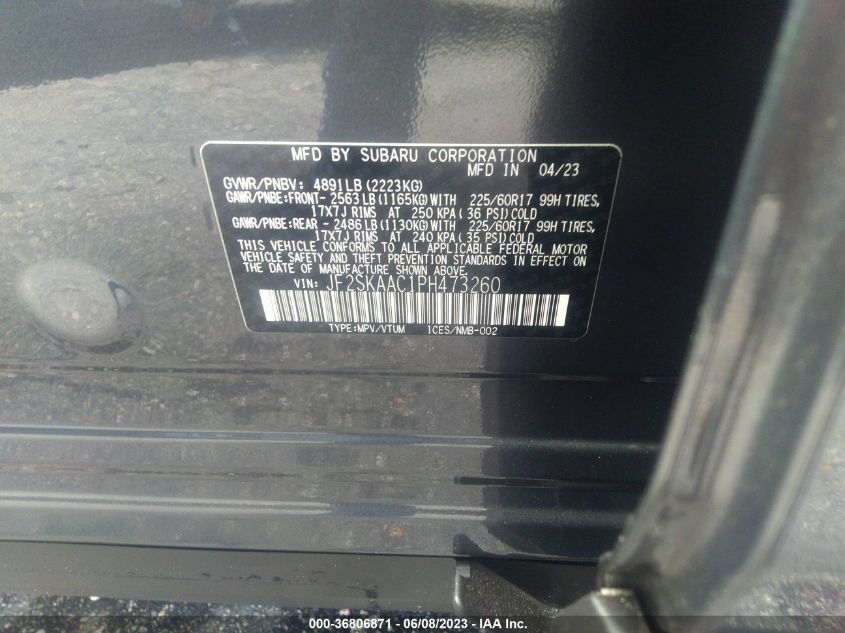 MFD BY SUBARU CORPORATION
MFD IN 04/23
GVWR/PNBV: 4891LB(2223KG)
GAWR/PNBE:FRONT- 2563LB(1165KG)WITH 225/60R17 99H TIRES,
17X7J RIMS AT 250 KPA(36 PSI)COLD
GAWR/PNBE:REAR - 2486LB(1130KG)WITH 225/60R17 99H TIRES,
17X7J RIMS AT 240 KPA(35 PSI)COLD
THIS VEHICLE CONFORMS TO ALL APPLICABLE FEDERAL MOTOR
VEHICLE SAFETY AND THEFT PREVENTION STANDARDS IN EFFECT ON
THE DATE OF MANUFACTURE SHOWN ABOVE.
VIN: JF2SKAAC1PH473260
TYPE:MPV/VTUM ICES/NMB-002
000-36806871 - 06/08/2023 - IAA Inc.